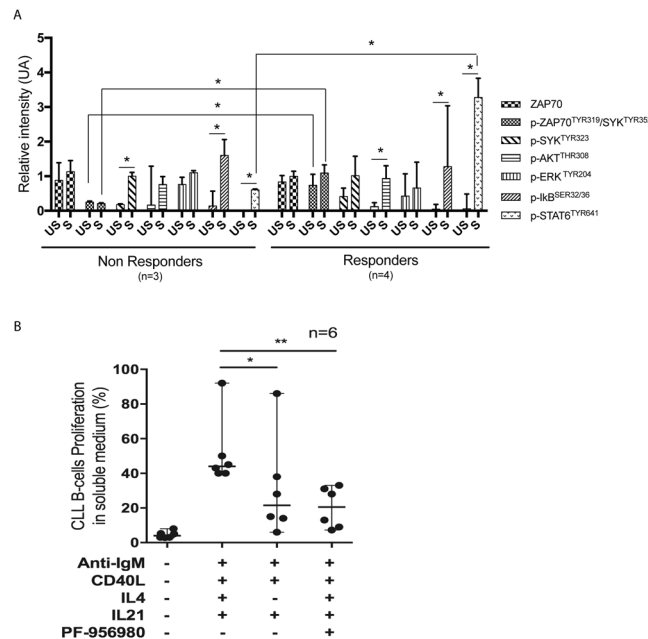 A
Relative intensity (UA)
5
4
3
2
1
0
*
*
*
*
*
*
*
*
*
US S US S US S US S US S US S US S US S US S US S US S US S US S US S
Non Responders
(n=3)
Responders
(n=4)
ZAP70
p-ZAP70TYR319/SYKTYR35
p-SYKTYR323
p-AKTTHR308
p-ERKTYR204
p-IkBSER32/36
p-STAT6TYR641
B
n=6
**
*
CLL B-cells Proliferation
in soluble medium (%)
100
80
60
40
20
0
Anti-IgM - + + +
CD40L - + + +
IL4 - + - +
IL21 - + + +
PF-956980 - - - +